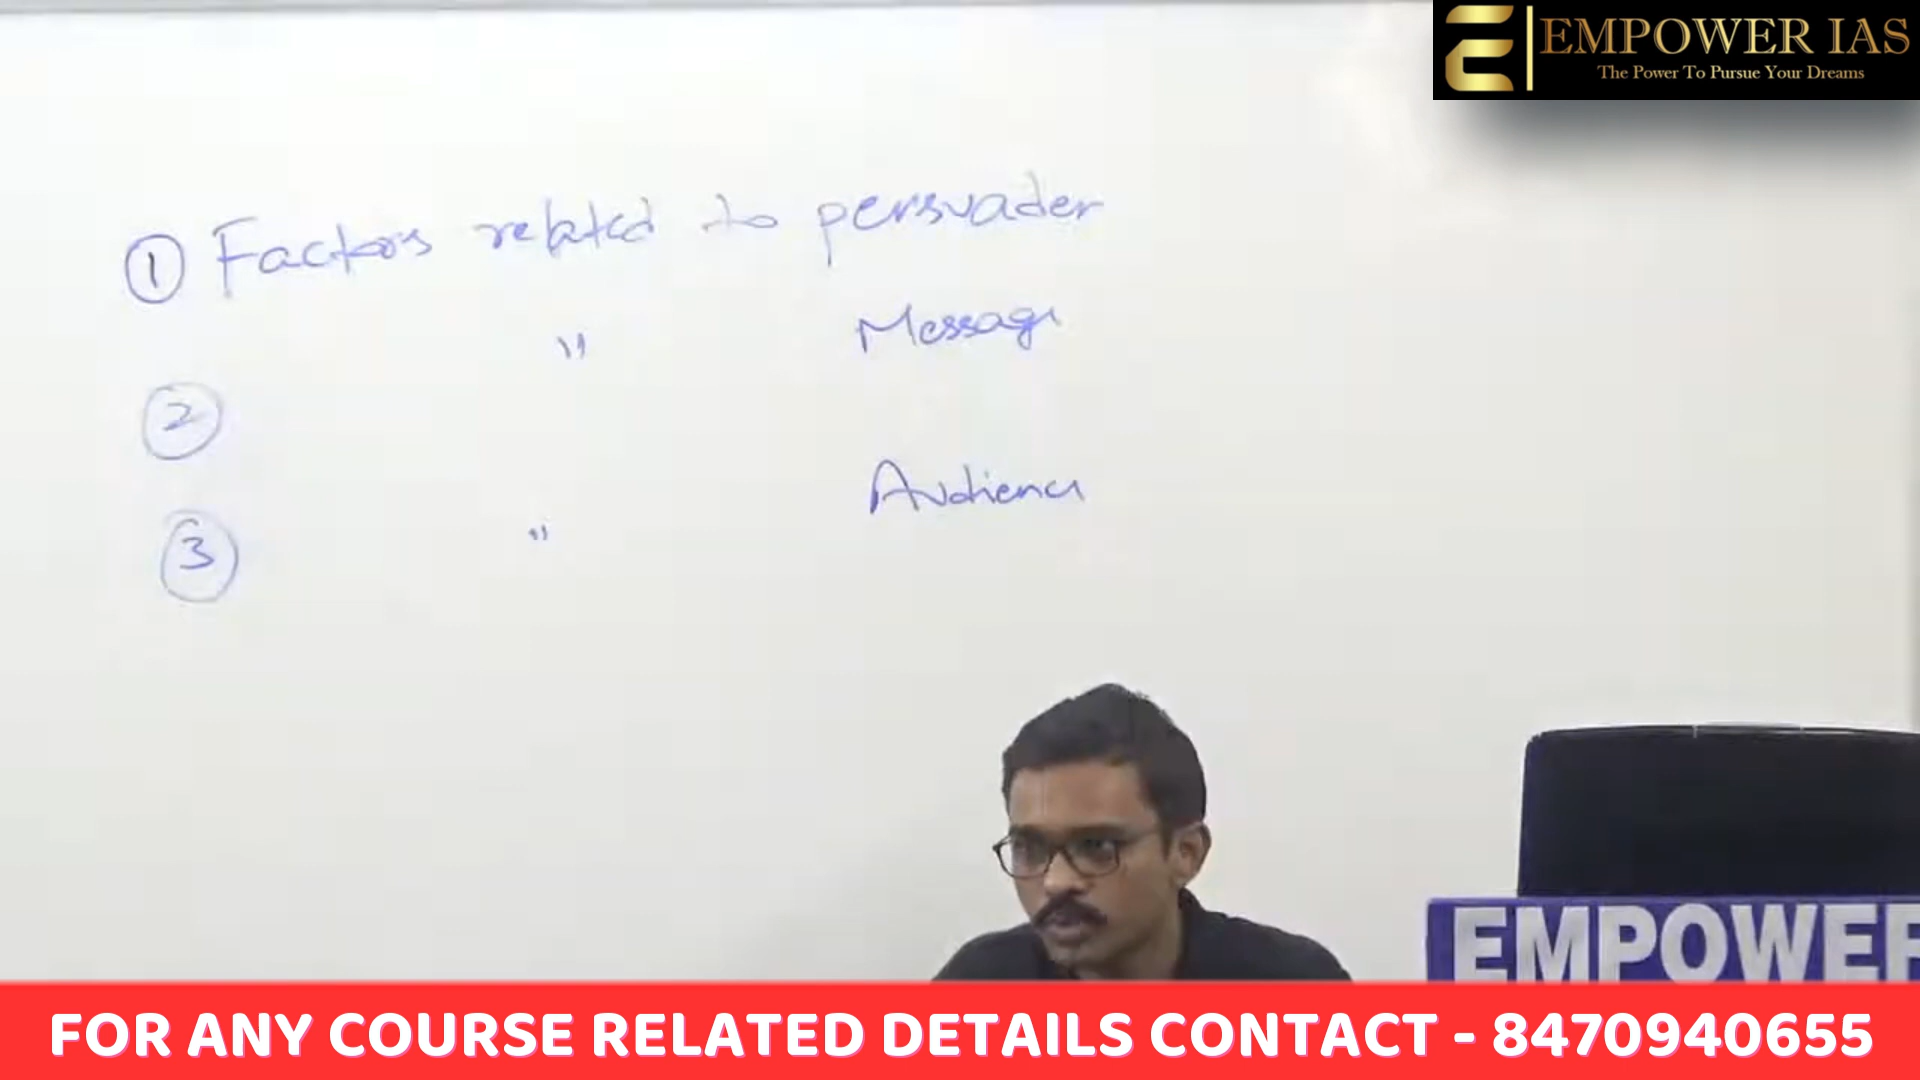 EMPOWER IAS
The Power To Pursue Your Dreams
① Factors related to persuader
② " Message
③ " Audience
EMPOWER
FOR ANY COURSE RELATED DETAILS CONTACT - 8470940655